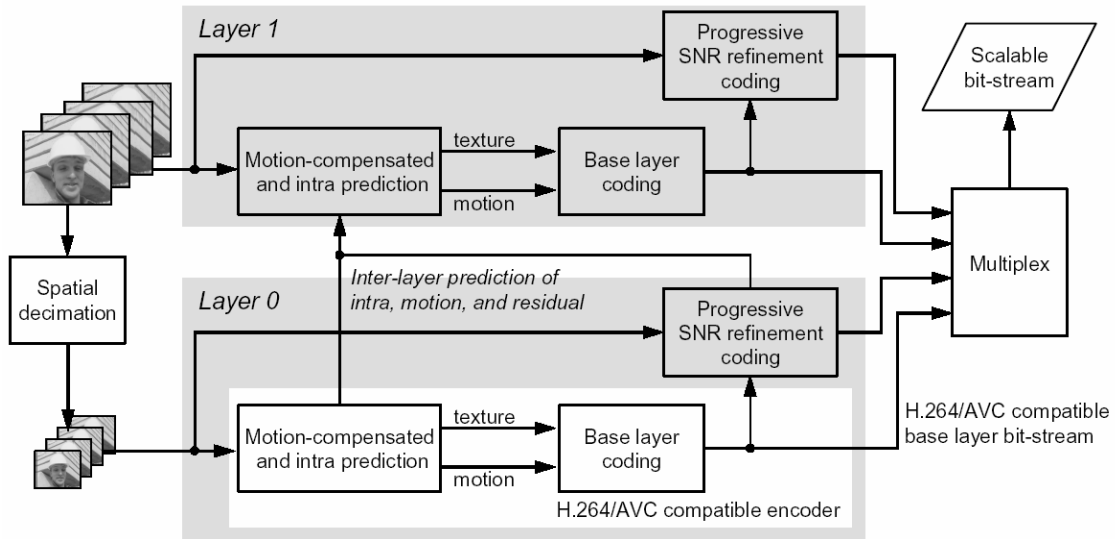 Layer 1
Progressive
SNR refinement
coding
Scalable
bit-stream
texture
Motion-compensated
and intra prediction
Base layer
coding
motion
Multiplex
Spatial
decimation
Inter-layer prediction of
intra, motion, and residual
Layer 0
Progressive
SNR refinement
coding
texture
Motion-compensated
and intra prediction
Base layer
coding
motion
H.264/AVC compatible
base layer bit-stream
H.264/AVC compatible encoder